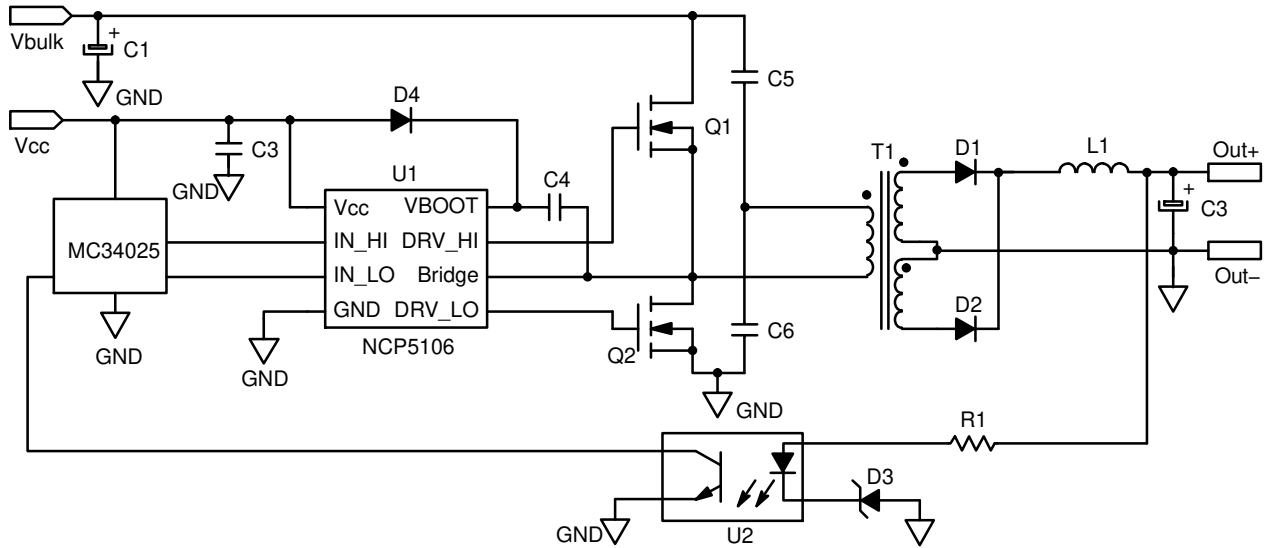 Vbulk
+
C1
GND
C5
D4
Vcc
C3
Q1
GND
U1
C4
T1
D1
L1
Out+
MC34025
Vcc
VBOOT
IN_HI
DRV_HI
IN_LO
Bridge
GND
DRV_LO
NCP5106
+
C3
Out−
D2
GND
GND
Q2
C6
GND
R1
D3
GND
U2